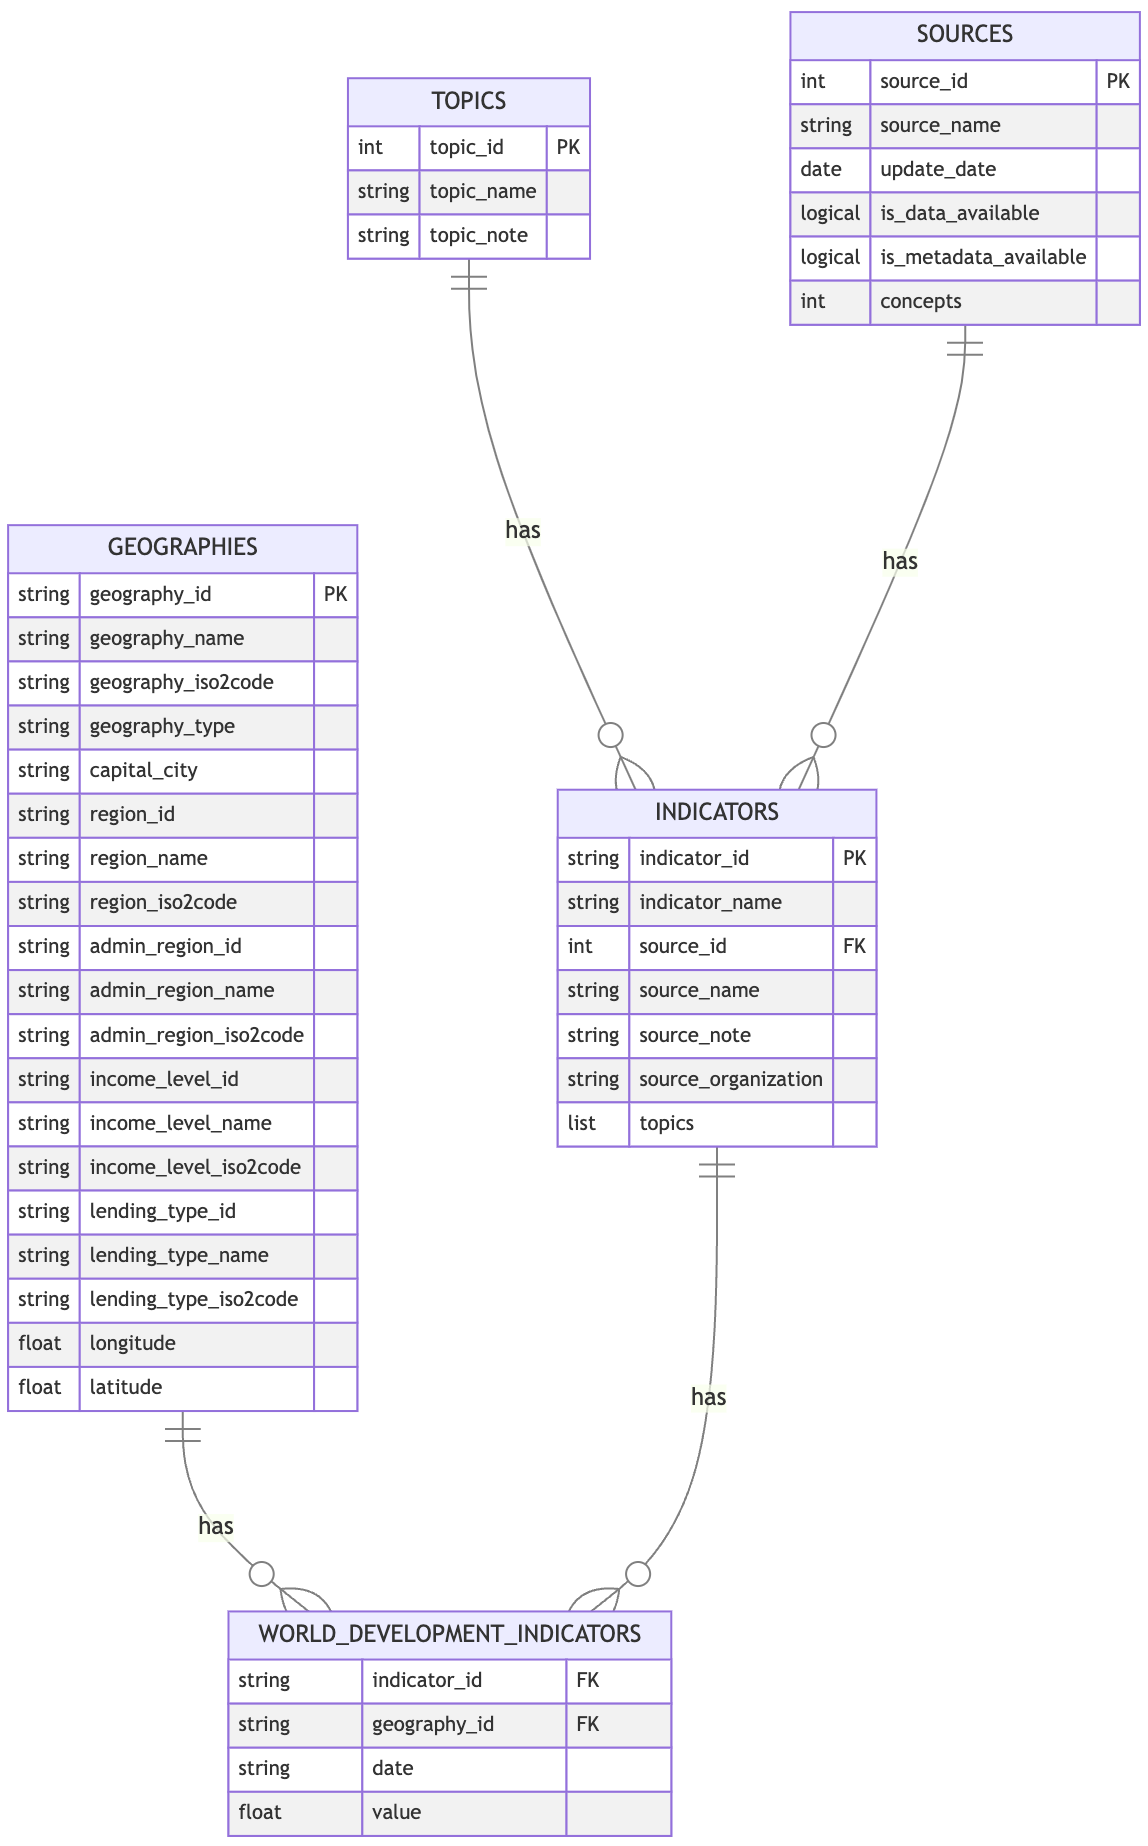 SOURCES
int source_id PK
string source_name
date update_date
logical is_data_available
logical is_metadata_available
int concepts
TOPICS
int topic_id PK
string topic_name
string topic_note
has
has
GEOGRAPHIES
string geography_id PK
string geography_name
string geography_iso2code
string geography_type
string capital_city
string region_id
string region_name
string region_iso2code
string admin_region_id
string admin_region_name
string admin_region_iso2code
string income_level_id
string income_level_name
string income_level_iso2code
string lending_type_id
string lending_type_name
string lending_type_iso2code
float longitude
float latitude
INDICATORS
string indicator_id PK
string indicator_name
int source_id FK
string source_name
string source_note
string source_organization
list topics
has
has
WORLD_DEVELOPMENT_INDICATORS
string indicator_id FK
string geography_id FK
string date
float value